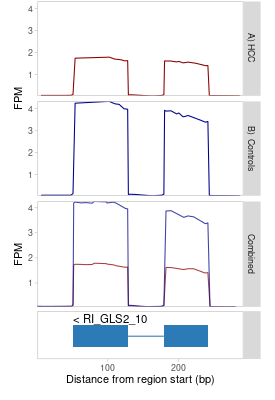 4
3
2
1
FPM
A) HCC
4
3
2
1
B) Controls
4
3
2
1
FPM
Combined
< RI_GLS2_10
100 200
Distance from region start (bp)